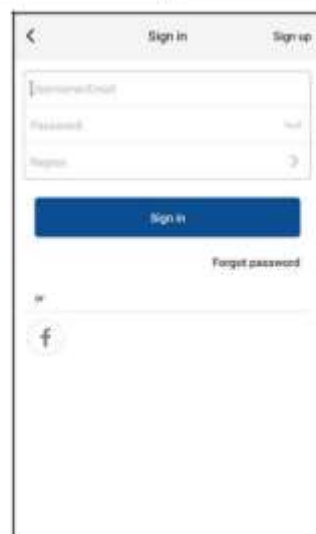 Sign in Sign up
Username/Email
Password
Region
Sign in
Forgot password
or